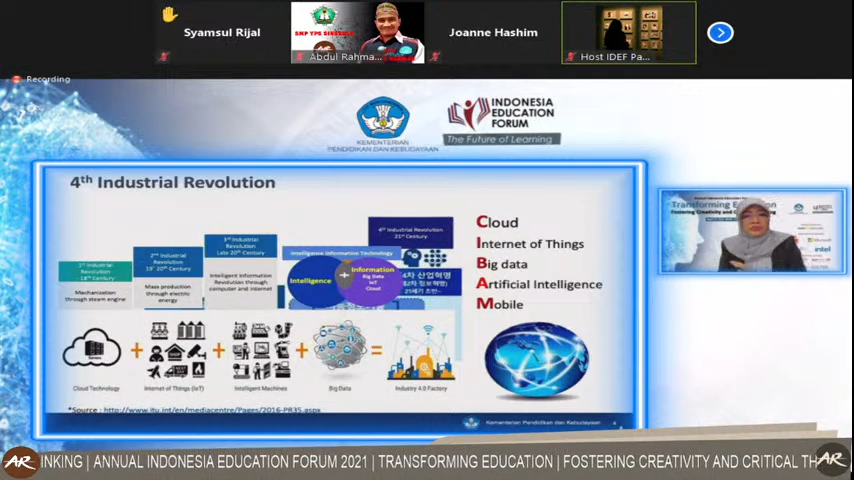 Syamsul Rijal
SMP YPS SINGKOLE
Abdul Rahma...
Joanne Hashim
Host IDEF Pa...
Recording
KEMENTERIAN
PENDIDIKAN DAN KEBUDAYAAN
INDONESIA
EDUCATION
FORUM
The Future of Learning
4th Industrial Revolution
1st Industrial
Revolution
18th Century
Mechanization
through steam engine
2nd Industrial
Revolution
19~20th Century
Mass production
through electric
energy
3rd Industrial
Revolution
Late 20th Century
Intelligent Information
Revolution through
computer and internet
4th Industrial Revolution
21st Century
Intelligence Informative Technology
Intelligence
+
Information
Big Data
IoT
Cloud
4차 산업혁명
Cloud
Internet of Things
Big data
Artificial Intelligence
Mobile
+ + + =
Cloud Technology
Internet of Things (IoT)
Intelligent Machines
Big Data
Industry 4.0 Factory
*Source : http://www.itu.int/en/mediacentre/Pages/2016-PR35.aspx
Kementerian Pendidikan dan Kebudayaan
Transforming Education
intel
AR INKING | ANNUAL INDONESIA EDUCATION FORUM 2021 | TRANSFORMING EDUCATION | FOSTERING CREATIVITY AND CRITICAL TH AR